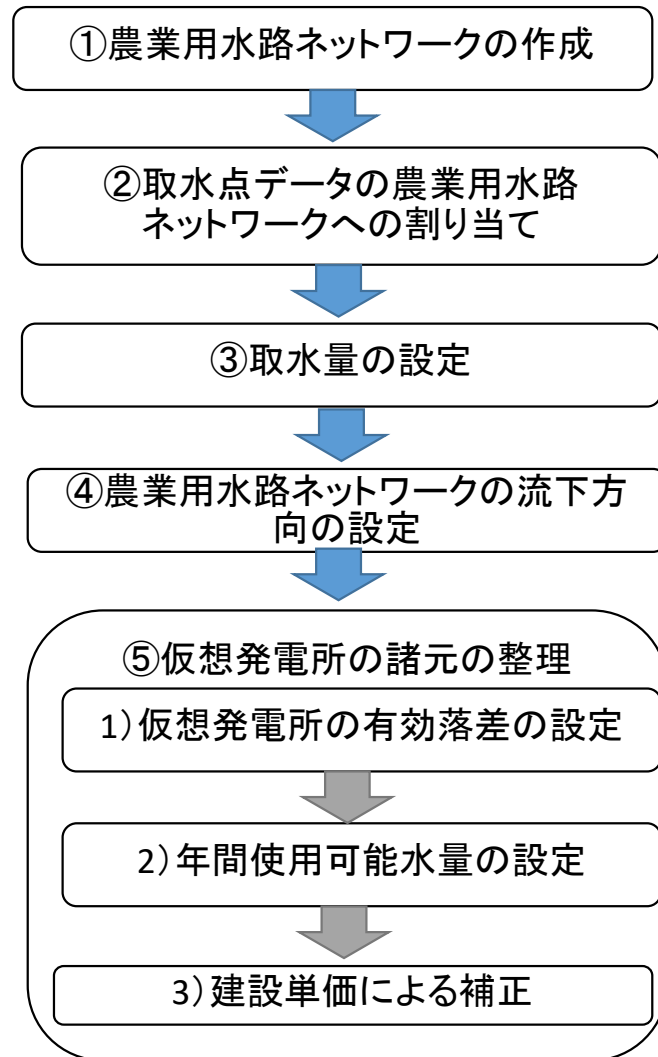 ①農業用水路ネットワークの作成
②取水点データの農業用水路
ネットワークへの割り当て
③取水量の設定
④農業用水路ネットワークの流下方
向の設定
⑤仮想発電所の諸元の整理
1）仮想発電所の有効落差の設定
2）年間使用可能水量の設定
3）建設単価による補正